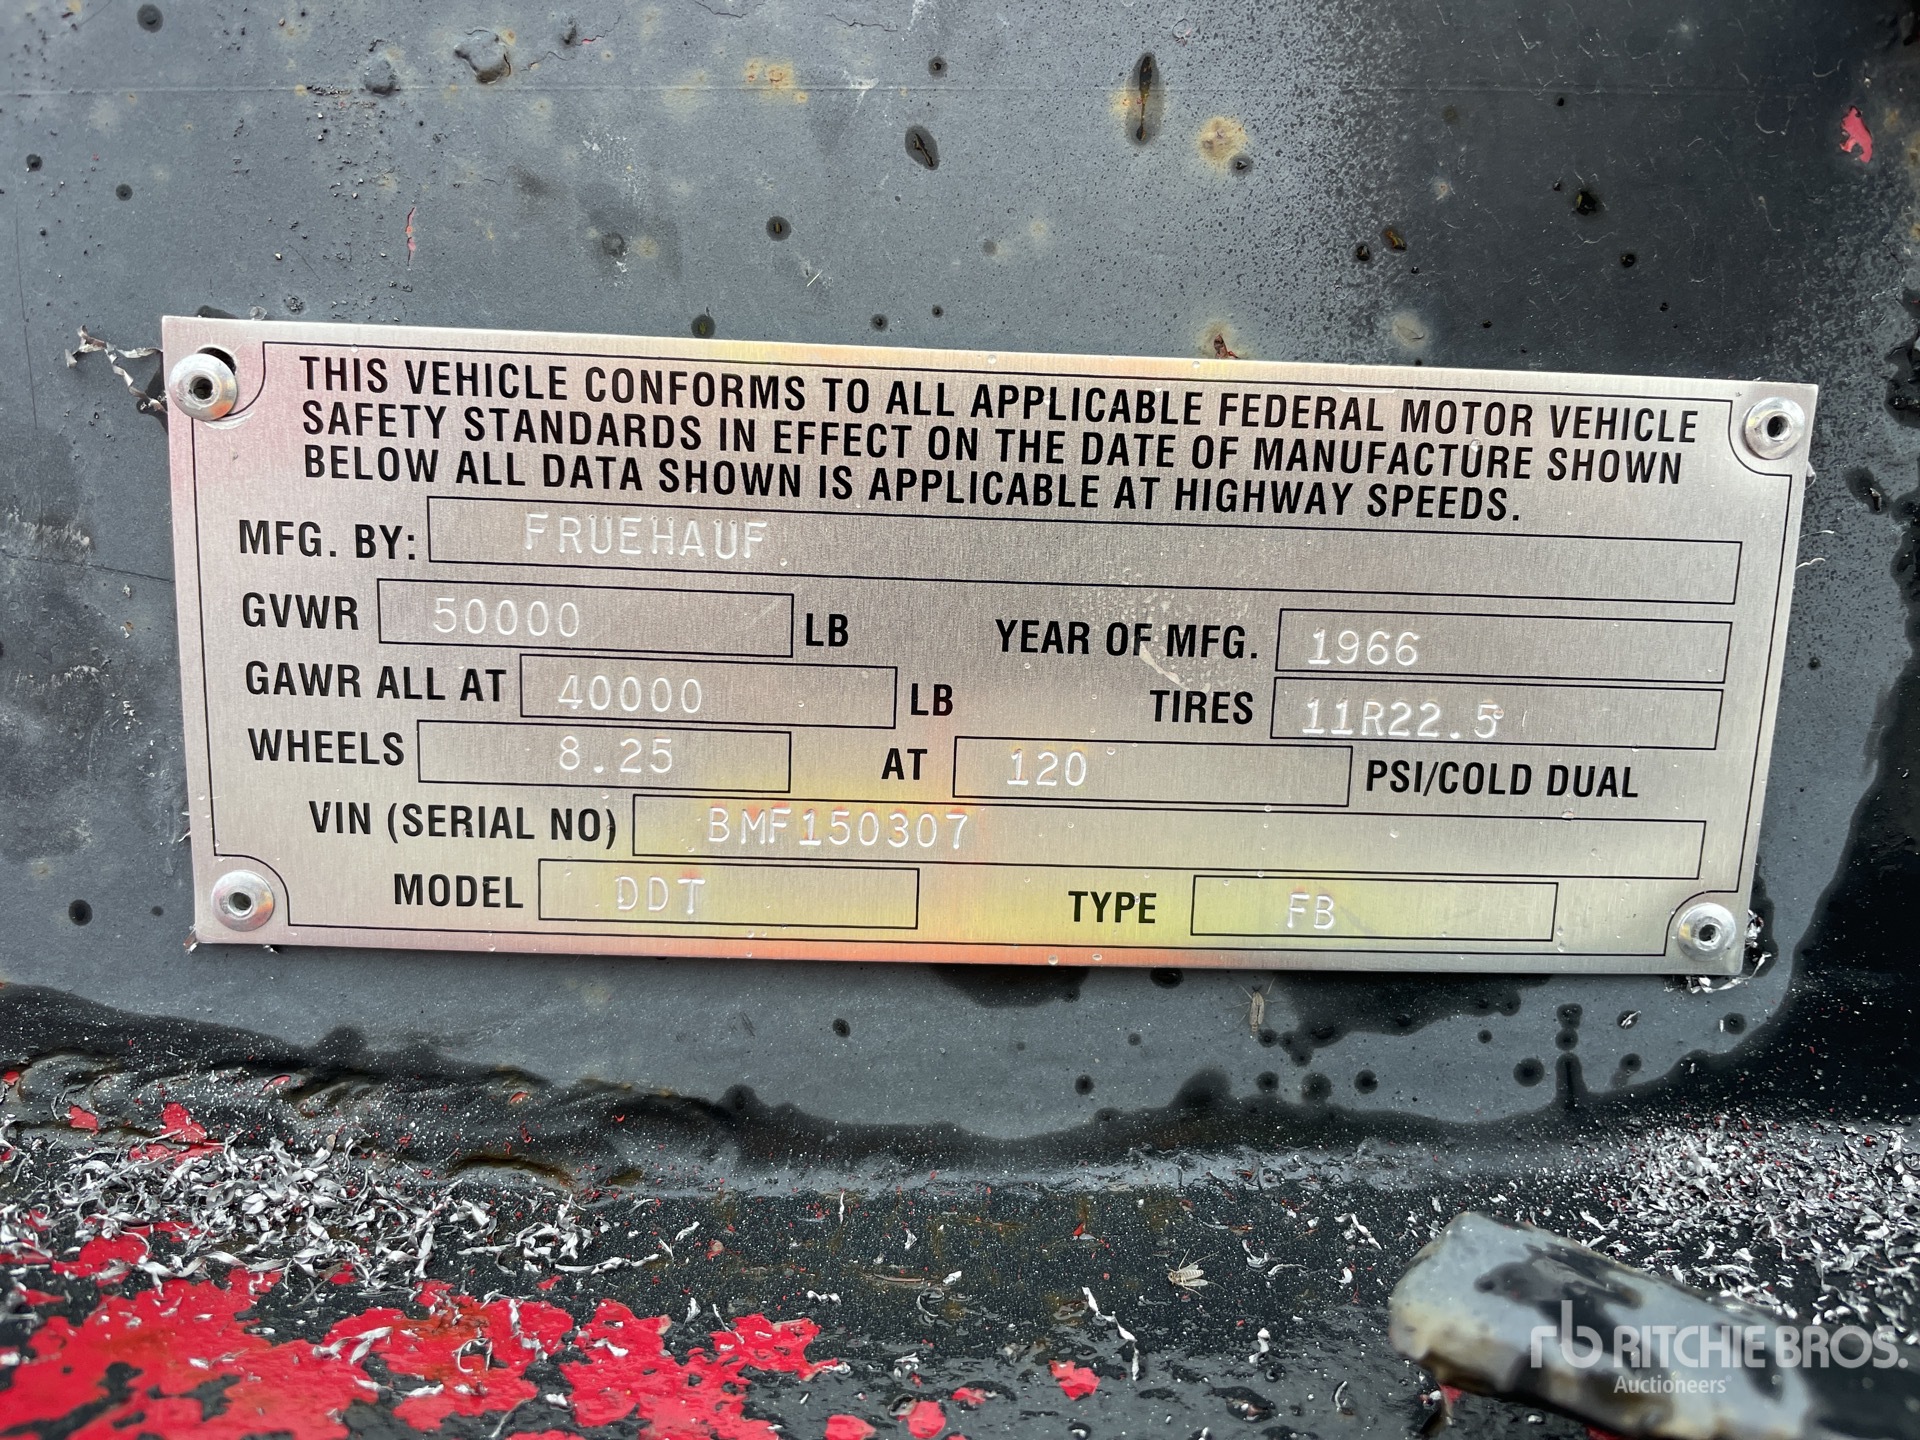 THIS VEHICLE CONFORMS TO ALL APPLICABLE FEDERAL MOTOR VEHICLE
SAFETY STANDARDS IN EFFECT ON THE DATE OF MANUFACTURE SHOWN
BELOW ALL DATA SHOWN IS APPLICABLE AT HIGHWAY SPEEDS.
MFG. BY: FRUEHAUF
GVWR 50000 LB YEAR OF MFG. 1966
GAWR ALL AT 40000 LB TIRES 11R22.5
WHEELS 8.25 AT 120 PSI/COLD DUAL
VIN (SERIAL NO) BMF150307
MODEL DDT TYPE FB
rb RITCHIE BROS.
Auctioneers